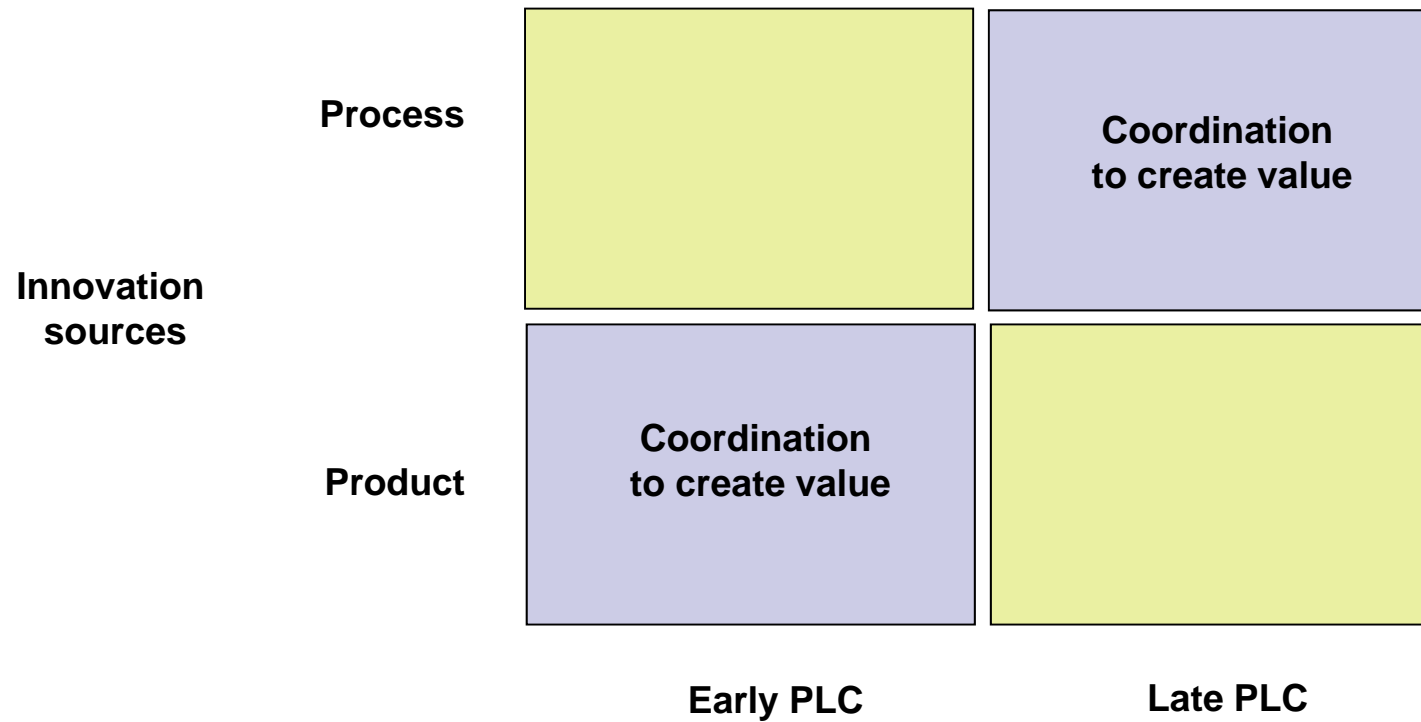 Process
Coordination
to create value
Innovation
sources
Product
Coordination
to create value
Early PLC
Late PLC